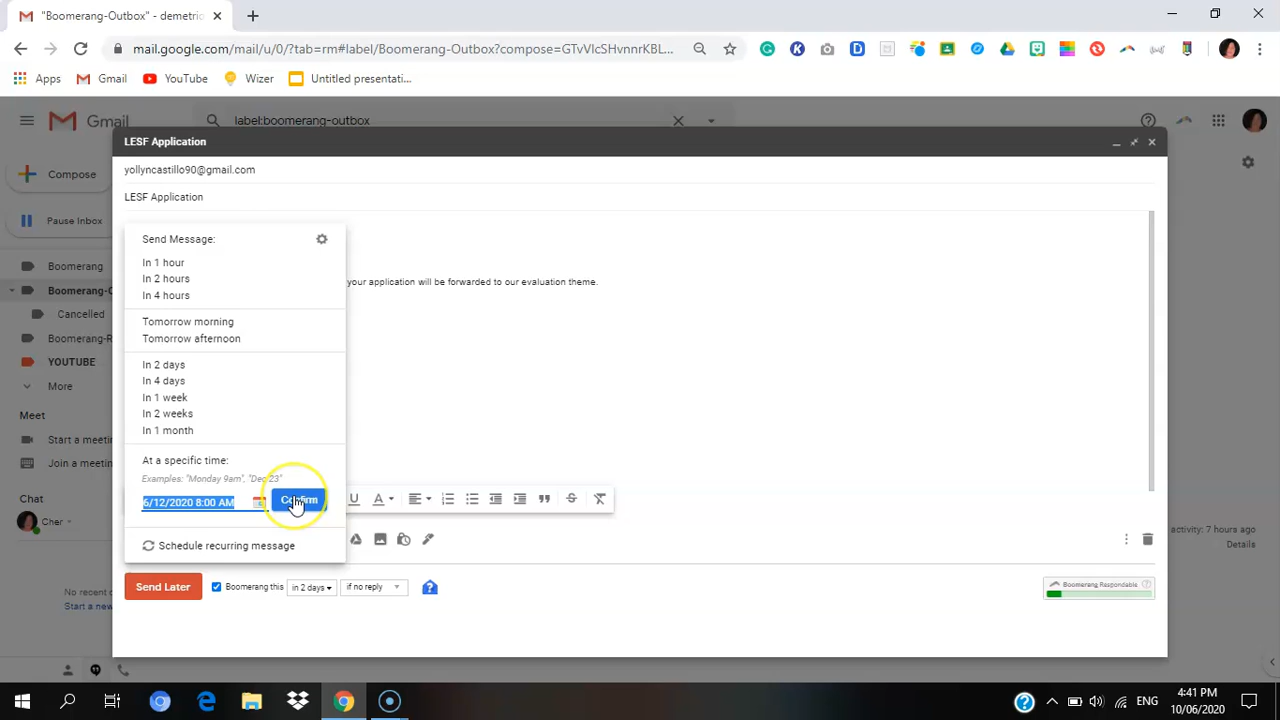 "Boomerang-Outbox" - demetrio
mail.google.com/mail/u/0/?tab=rm#label/Boomerang-Outbox?compose=GTvVlcSHvnnrKBL...
Apps
Gmail
YouTube
Wizer
Untitled presentati...
Gmail
label:boomerang-outbox
LESF Application
yollyncastillo90@gmail.com
LESF Application
Compose
Pause Inbox
Boomerang
Boomerang-O
Cancelled
Boomerang-R
YOUTUBE
More
Meet
Start a meetin
Join a meeting
Chat
Cher
No recent c
Start a new
Send Message:
In 1 hour
In 2 hours
In 4 hours
Tomorrow morning
Tomorrow afternoon
In 2 days
In 4 days
In 1 week
In 2 weeks
In 1 month
At a specific time:
Examples: "Monday 9am", "Dec 23"
6/12/2020 8:00 AM
Confirm
Schedule recurring message
your application will be forwarded to our evaluation theme.
U A
Send Later
Boomerang this
in 2 days
if no reply
Boomerang Respondable
activity: 7 hours ago
Details
ENG
4:41 PM
10/06/2020